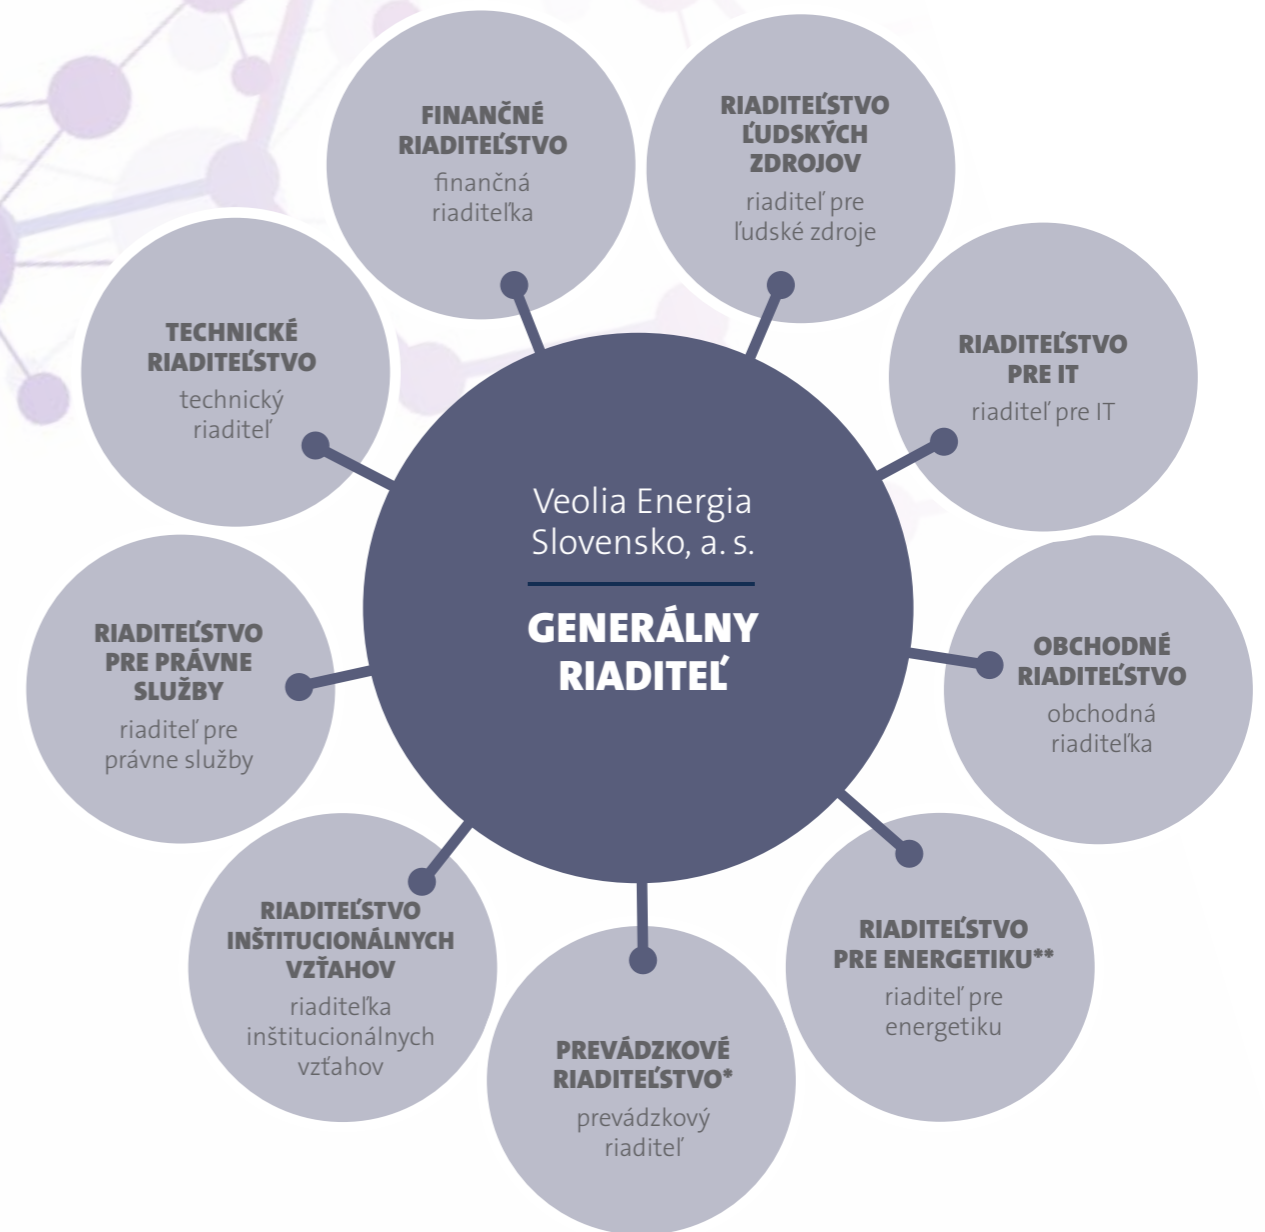 FINANČNÉ
RIADITEĽSTVO
finančná
riaditeľka
RIADITEĽSTVO
ĽUDSKÝCH
ZDROJOV
riaditeľ pre
ľudské zdroje
TECHNICKÉ
RIADITEĽSTVO
technický
riaditeľ
RIADITEĽSTVO
PRE IT
riaditeľ pre IT
Veolia Energia
Slovensko, a. s.
GENERÁLNY
RIADITEĽ
RIADITEĽSTVO
PRE PRÁVNE
SLUŽBY
riaditeľ pre
právne služby
OBCHODNÉ
RIADITEĽSTVO
obchodná
riaditeľka
RIADITEĽSTVO
INŠTITUCIONÁLNYCH
VZŤAHOV
riaditeľka
inštitucionálnych
vzťahov
RIADITEĽSTVO
PRE ENERGETIKU**
riaditeľ pre
energetiku
PREVÁDZKOVÉ
RIADITEĽSTVO*
prevádzkový
riaditeľ